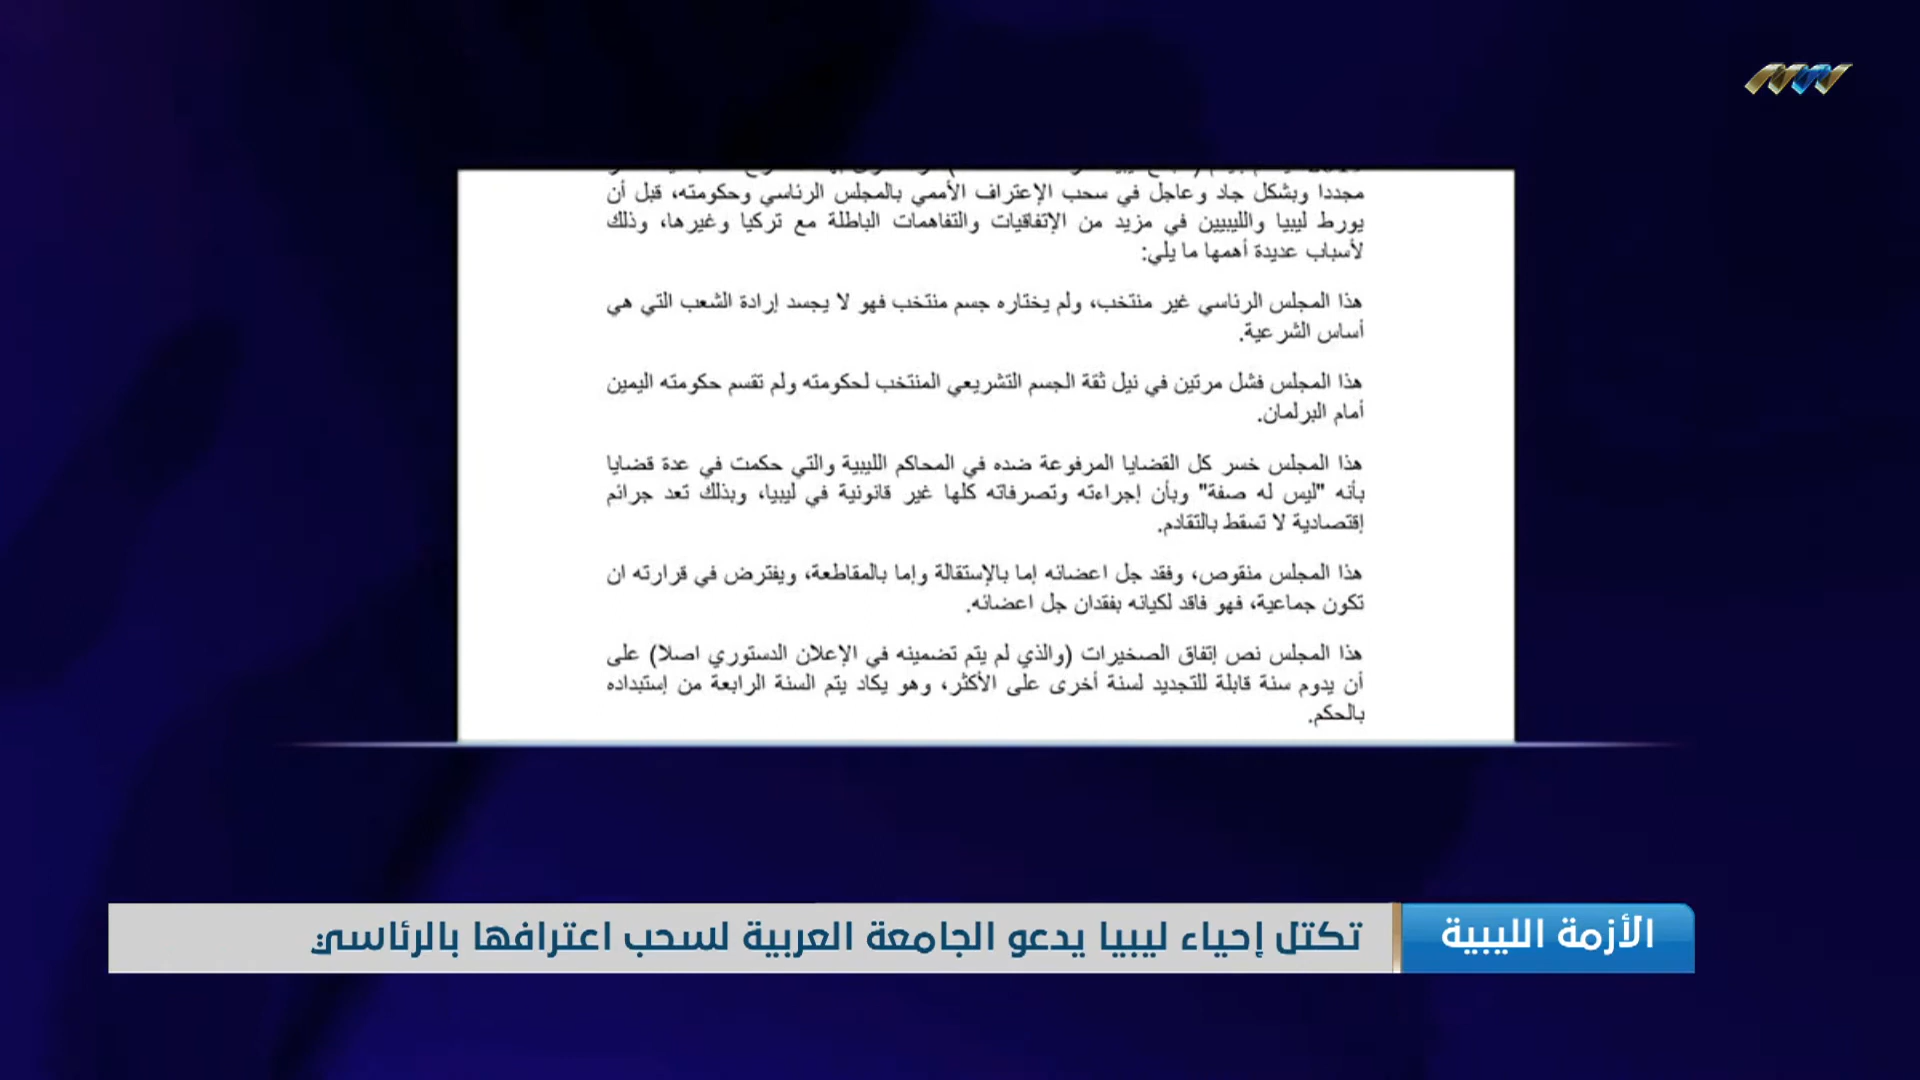 مجددا وبشكل جاد وعاجل في سحب الإعتراف الأممي بالمجلس الرئاسي وحكومته، قبل أن
يورط ليبيا والليبيين في مزيد من الإتفاقيات والتفاهمات الباطلة مع تركيا وغيرها، وذلك
لأسباب عديدة أهمها ما يلي:
هذا المجلس الرئاسي غير منتخب، ولم يختاره جسم منتخب فهو لا يجسد إرادة الشعب التي هي
أساس الشرعية.
هذا المجلس فشل مرتين في نيل ثقة الجسم التشريعي المنتخب لحكومته ولم تقسم حكومته اليمين
أمام البرلمان.
هذا المجلس خسر كل القضايا المرفوعة ضده في المحاكم الليبية والتي حكمت في عدة قضايا
بأنه "ليس له صفة" وبأن إجراءته وتصرفاته كلها غير قانونية في ليبيا، وبذلك تعد جرائم
إقتصادية لا تسقط بالتقادم.
هذا المجلس منقوص، وفقد جل اعضائه إما بالإستقالة وإما بالمقاطعة، ويفترض في قرارته ان
تكون جماعية، فهو فاقد لكيانه بفقدان جل اعضائه.
هذا المجلس نص إتفاق الصخيرات (والذي لم يتم تضمينه في الإعلان الدستوري اصلا) على
أن يدوم سنة قابلة للتجديد لسنة أخرى على الأكثر، وهو يكاد يتم السنة الرابعة من إستبداده
بالحكم.
الأزمة الليبية
تكتل إحياء ليبيا يدعو الجامعة العربية لسحب اعترافها بالرئاسي